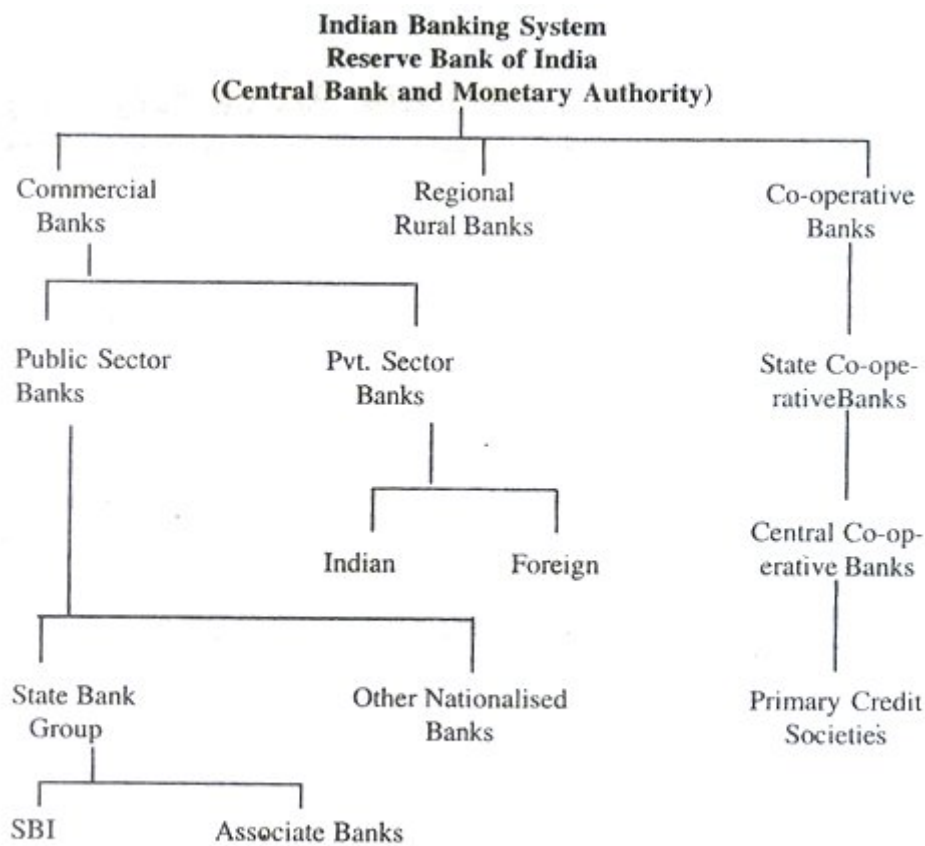 Indian Banking System
Reserve Bank of India
(Central Bank and Monetary Authority)
Commercial
Banks
Regional
Rural Banks
Co-operative
Banks
Public Sector
Banks
Pvt. Sector
Banks
State Co-ope-
rativeBanks
Indian
Foreign
Central Co-op-
erative Banks
State Bank
Group
Other Nationalised
Banks
Primary Credit
Societies
SBI
Associate Banks